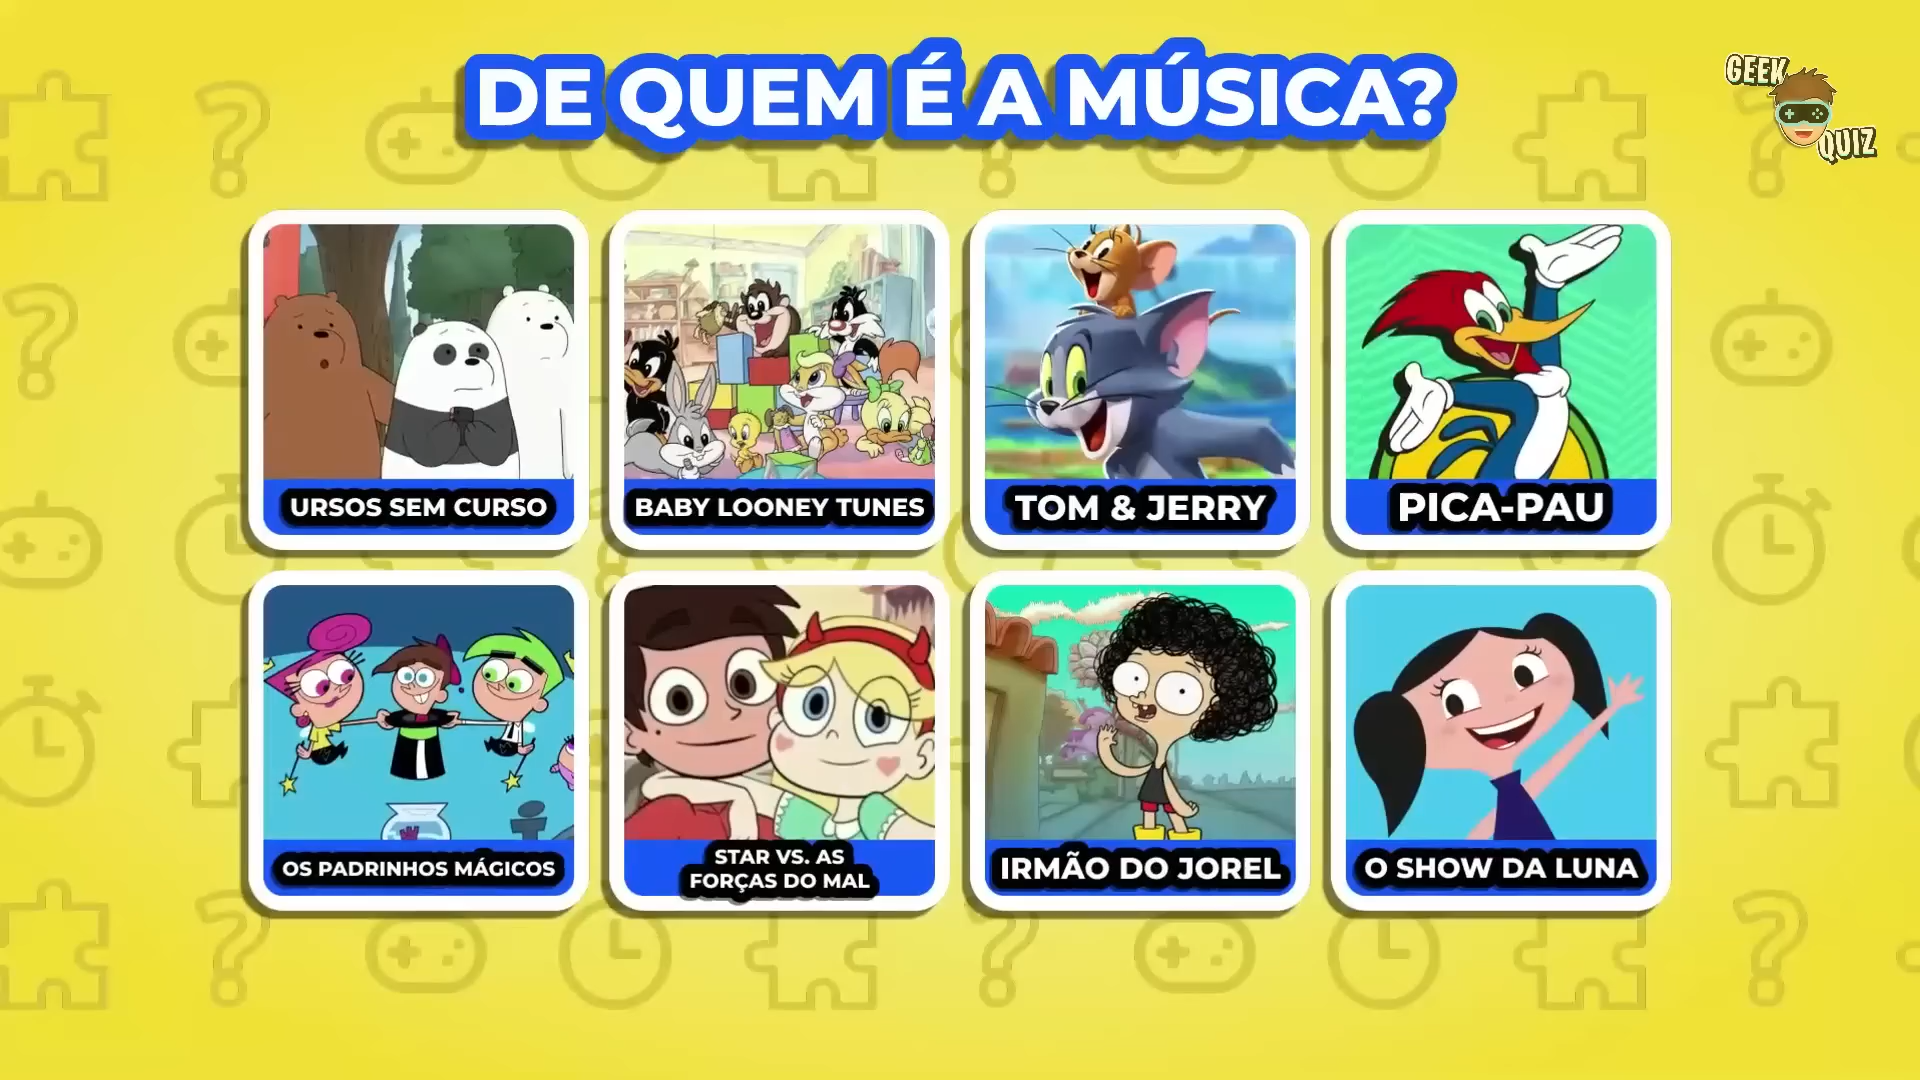 DE QUEM É A MÚSICA?
GEEK
QUIZ
URSOS SEM CURSO
BABY LOONEY TUNES
TOM & JERRY
PICA-PAU
OS PADRINHOS MÁGICOS
STAR VS. AS
FORÇAS DO MAL
IRMÃO DO JOREL
O SHOW DA LUNA